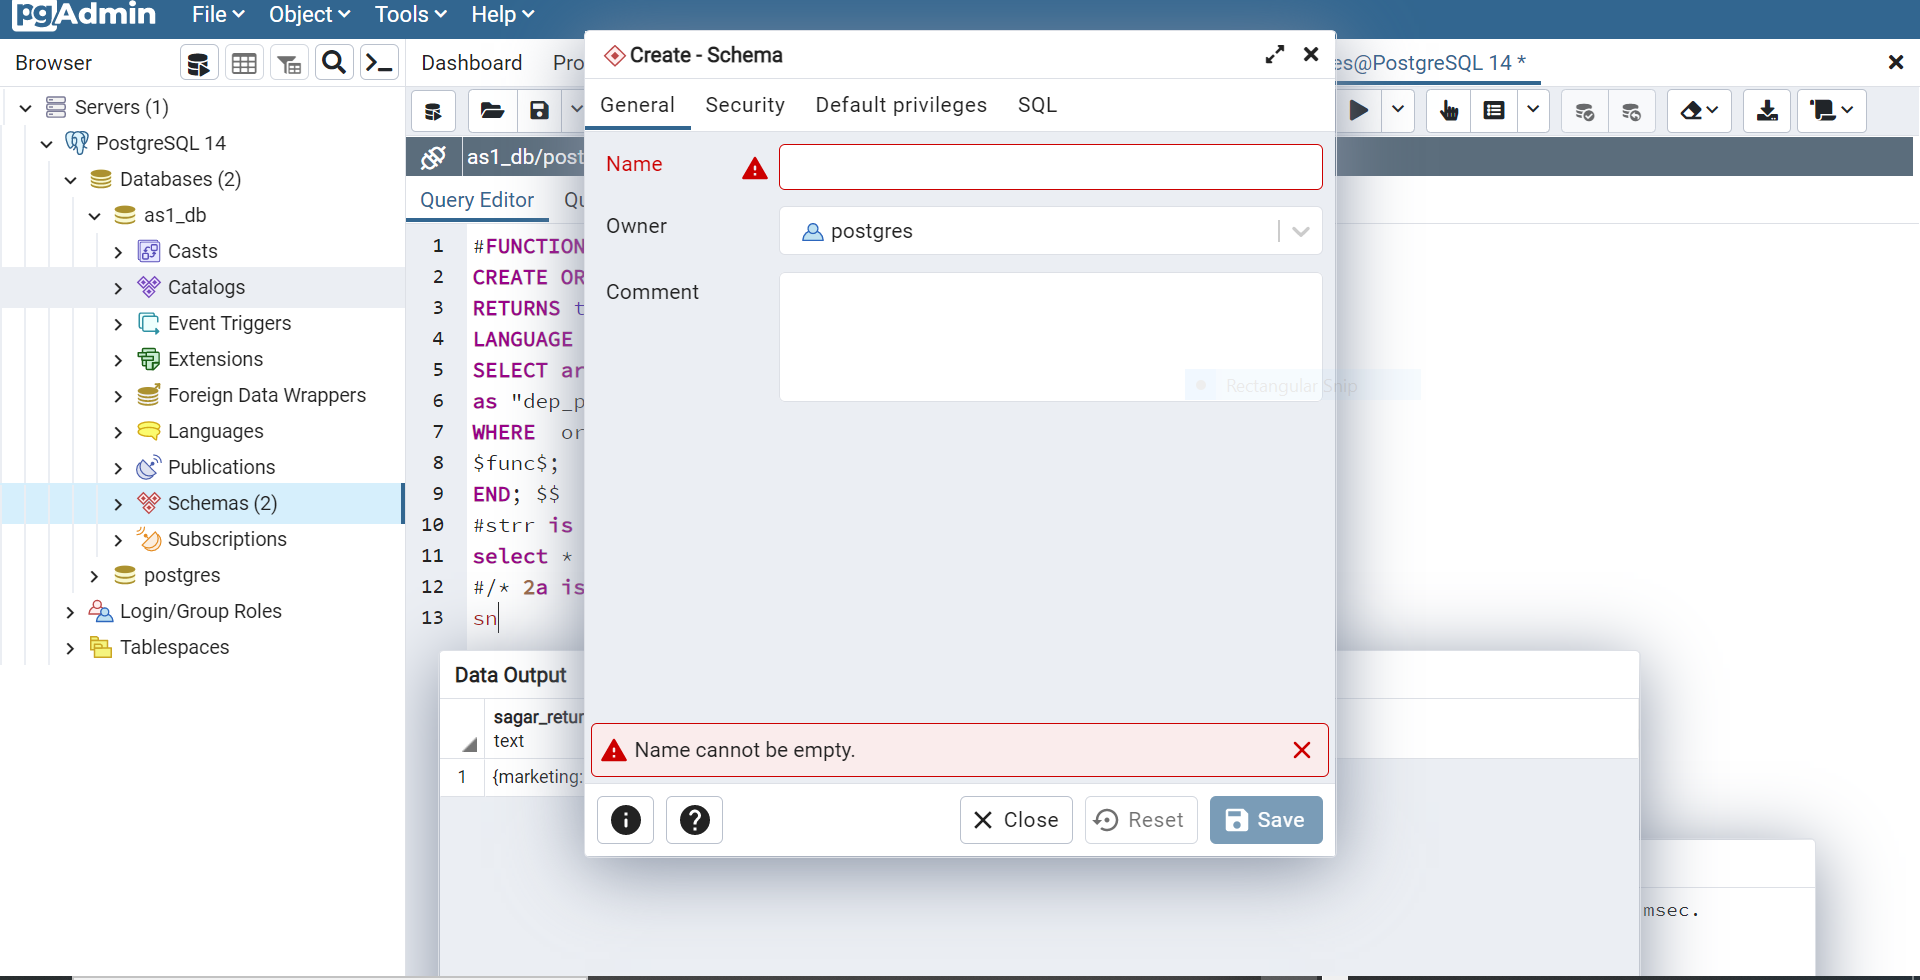 pgAdmin
File
Object
Tools
Help
Browser
Servers (1)
PostgreSQL 14
Databases (2)
as1_db
Casts
Catalogs
Event Triggers
Extensions
Foreign Data Wrappers
Languages
Publications
Schemas (2)
Subscriptions
postgres
Login/Group Roles
Tablespaces
Dashboard
Pro
es@PostgreSQL 14 *
as1_db/post
Query Editor
Qu
1 #FUNCTION
2 CREATE OR
3 RETURNS t
4 LANGUAGE
5 SELECT ar
6 as "dep_p
7 WHERE or
8 $func$;
9 END; $$
10 #strr is
11 select *
12 #/* 2a is
13 sn
Create - Schema
General
Security
Default privileges
SQL
Name
Owner
postgres
Comment
Rectangular Snip
Name cannot be empty.
Close
Reset
Save
Data Output
sagar_retur
text
1 {marketing:
msec.